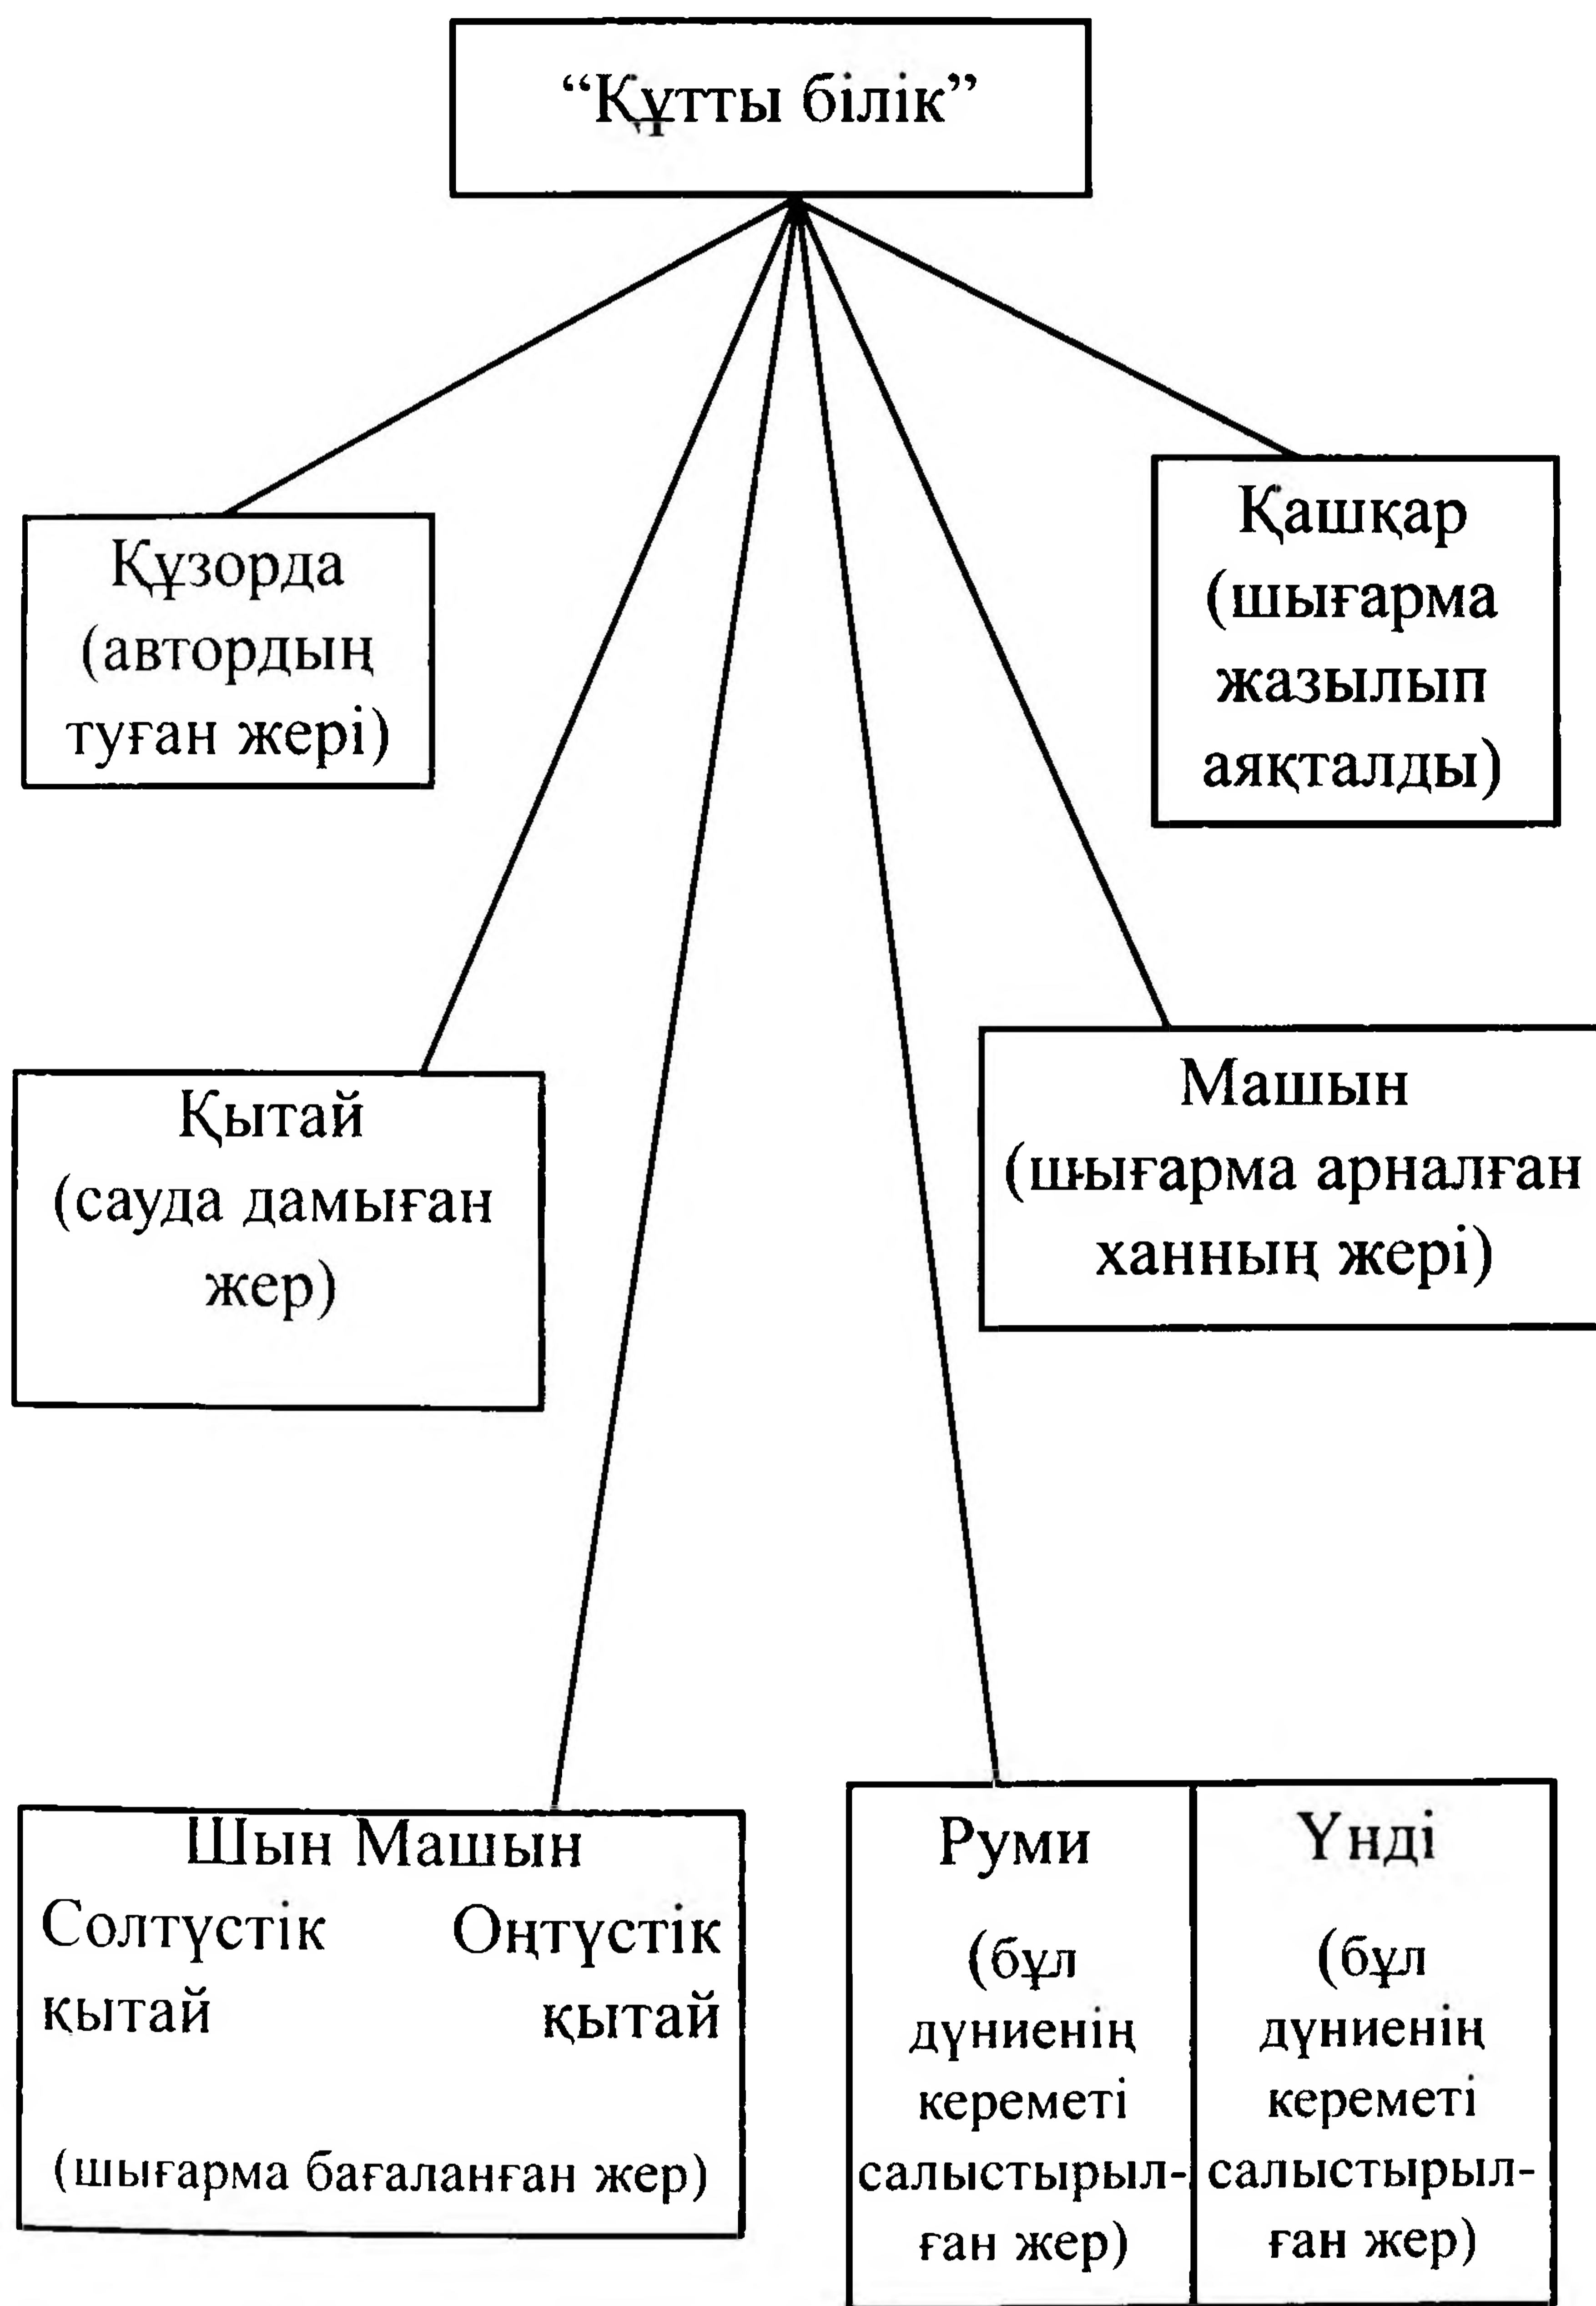 “Құтты білік”
Құзорда
(автордың
туған жері)
Қашқар
(шығарма
жазылып
аяқталды)
Қытай
(сауда дамыған
жер)
Машын
(шығарма арналған
ханның жері)
Шын Машын
Солтүстік Оңтүстік
қытай қытай
(шығарма бағаланған жер)
Руми
(бұл
дүниенің
кереметі
салыстырыл-
ған жер)
Үнді
(бұл
дүниенің
кереметі
салыстырыл-
ған жер)